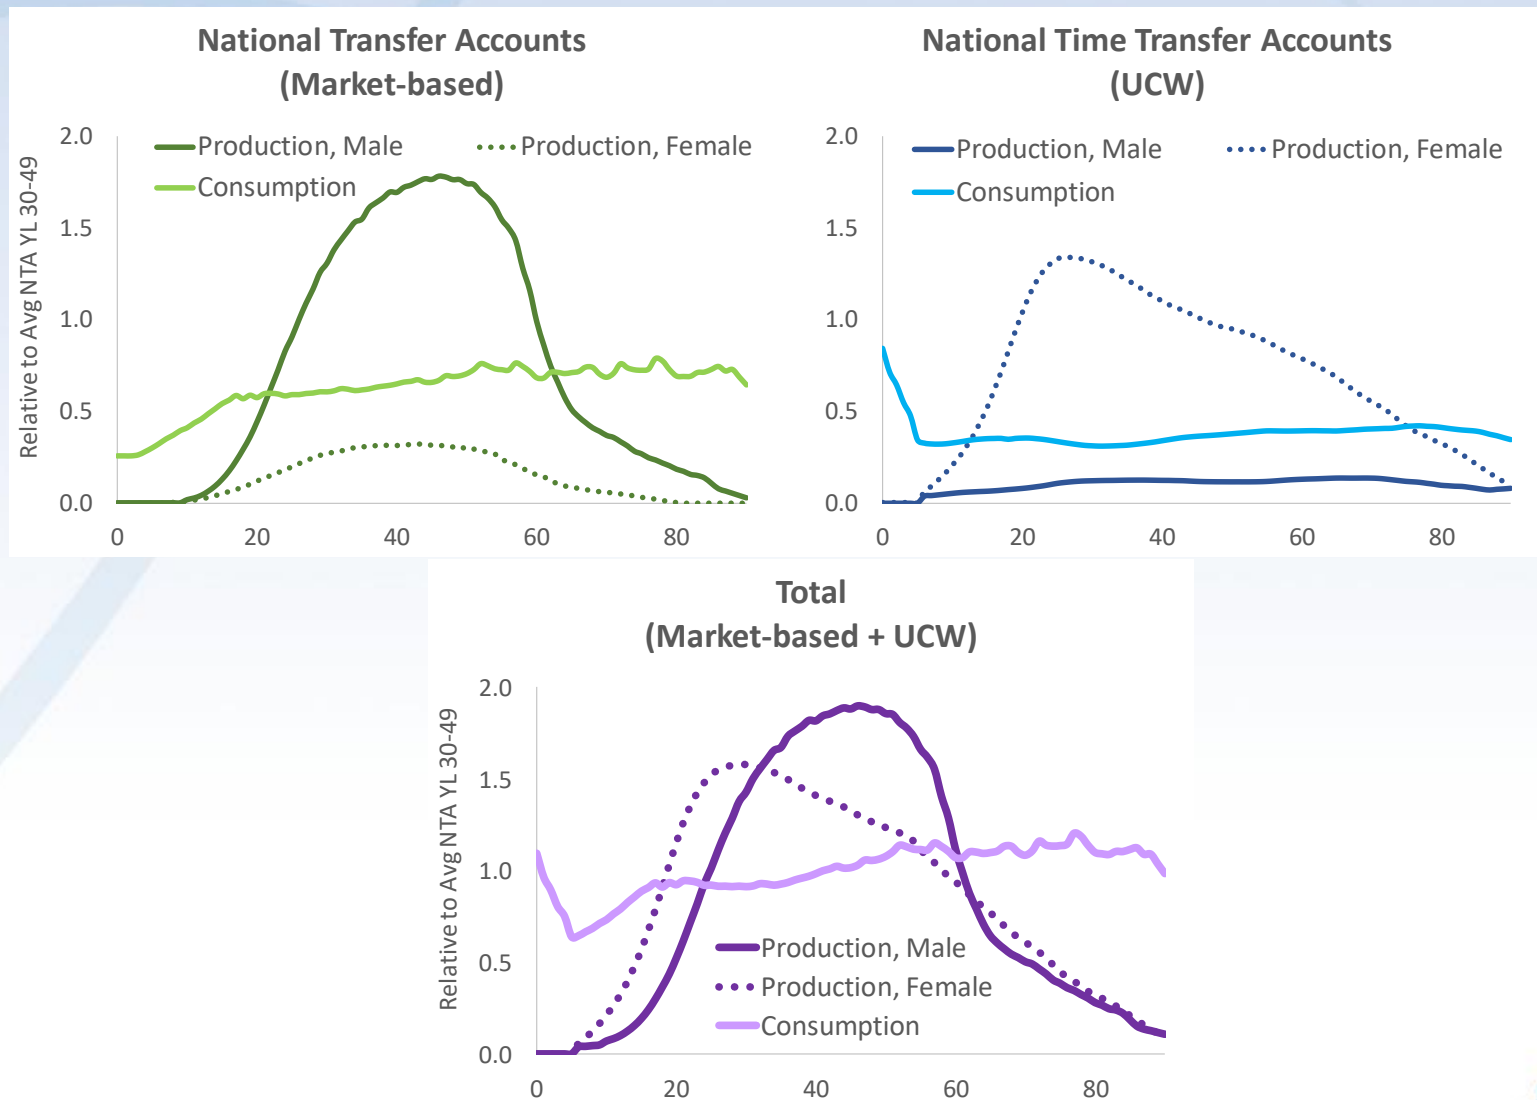 National Transfer Accounts
(Market-based)
Relative to Avg NTA YL 30-49
2.0
1.5
1.0
0.5
0.0
Production, Male
Production, Female
Consumption
0 20 40 60 80
National Time Transfer Accounts
(UCW)
2.0
1.5
1.0
0.5
0.0
Production, Male
Production, Female
Consumption
0 20 40 60 80
Total
(Market-based + UCW)
Relative to Avg NTA YL 30-49
2.0
1.5
1.0
0.5
0.0
Production, Male
Production, Female
Consumption
0 20 40 60 80